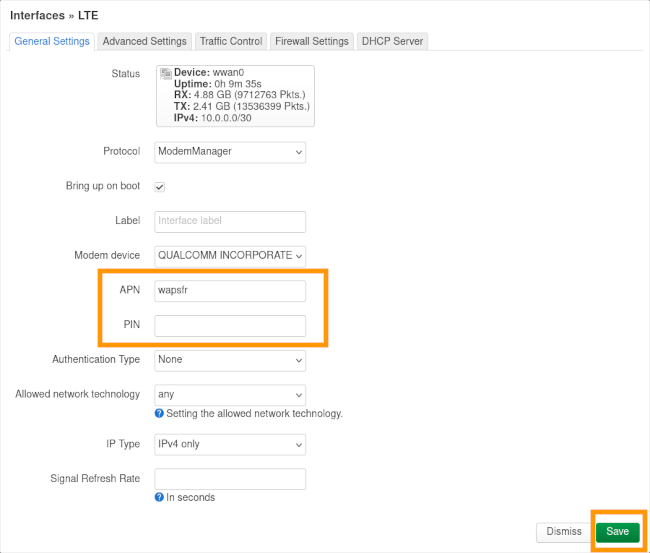 Interfaces » LTE
General Settings Advanced Settings Traffic Control Firewall Settings DHCP Server
Status
Device: wwan0
Uptime: 0h 9m 35s
RX: 4.88 GB (9712763 Pkts.)
TX: 2.41 GB (13536399 Pkts.)
IPv4: 10.0.0.0/30
Protocol ModemManager
Bring up on boot
Label Interface label
Modem device QUALCOMM INCORPORATE
APN wapsfr
PIN
Authentication Type None
Allowed network technology any
Setting the allowed network technology.
IP Type IPv4 only
Signal Refresh Rate
In seconds
Dismiss Save